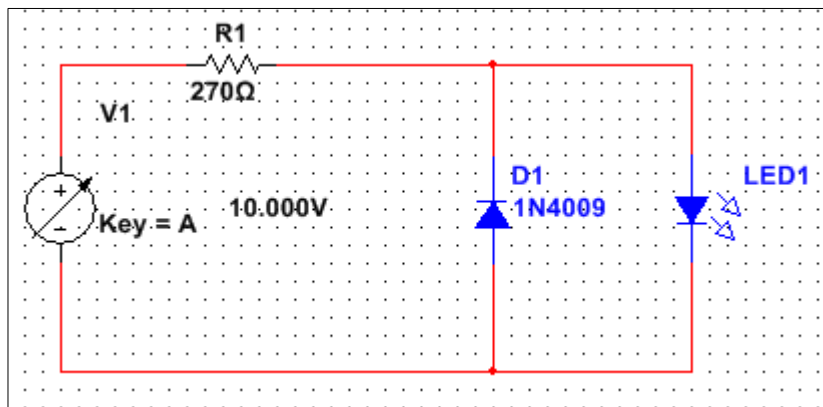 R1
270Ω
V1
Key = A
10.000V
D1
1N4009
LED1